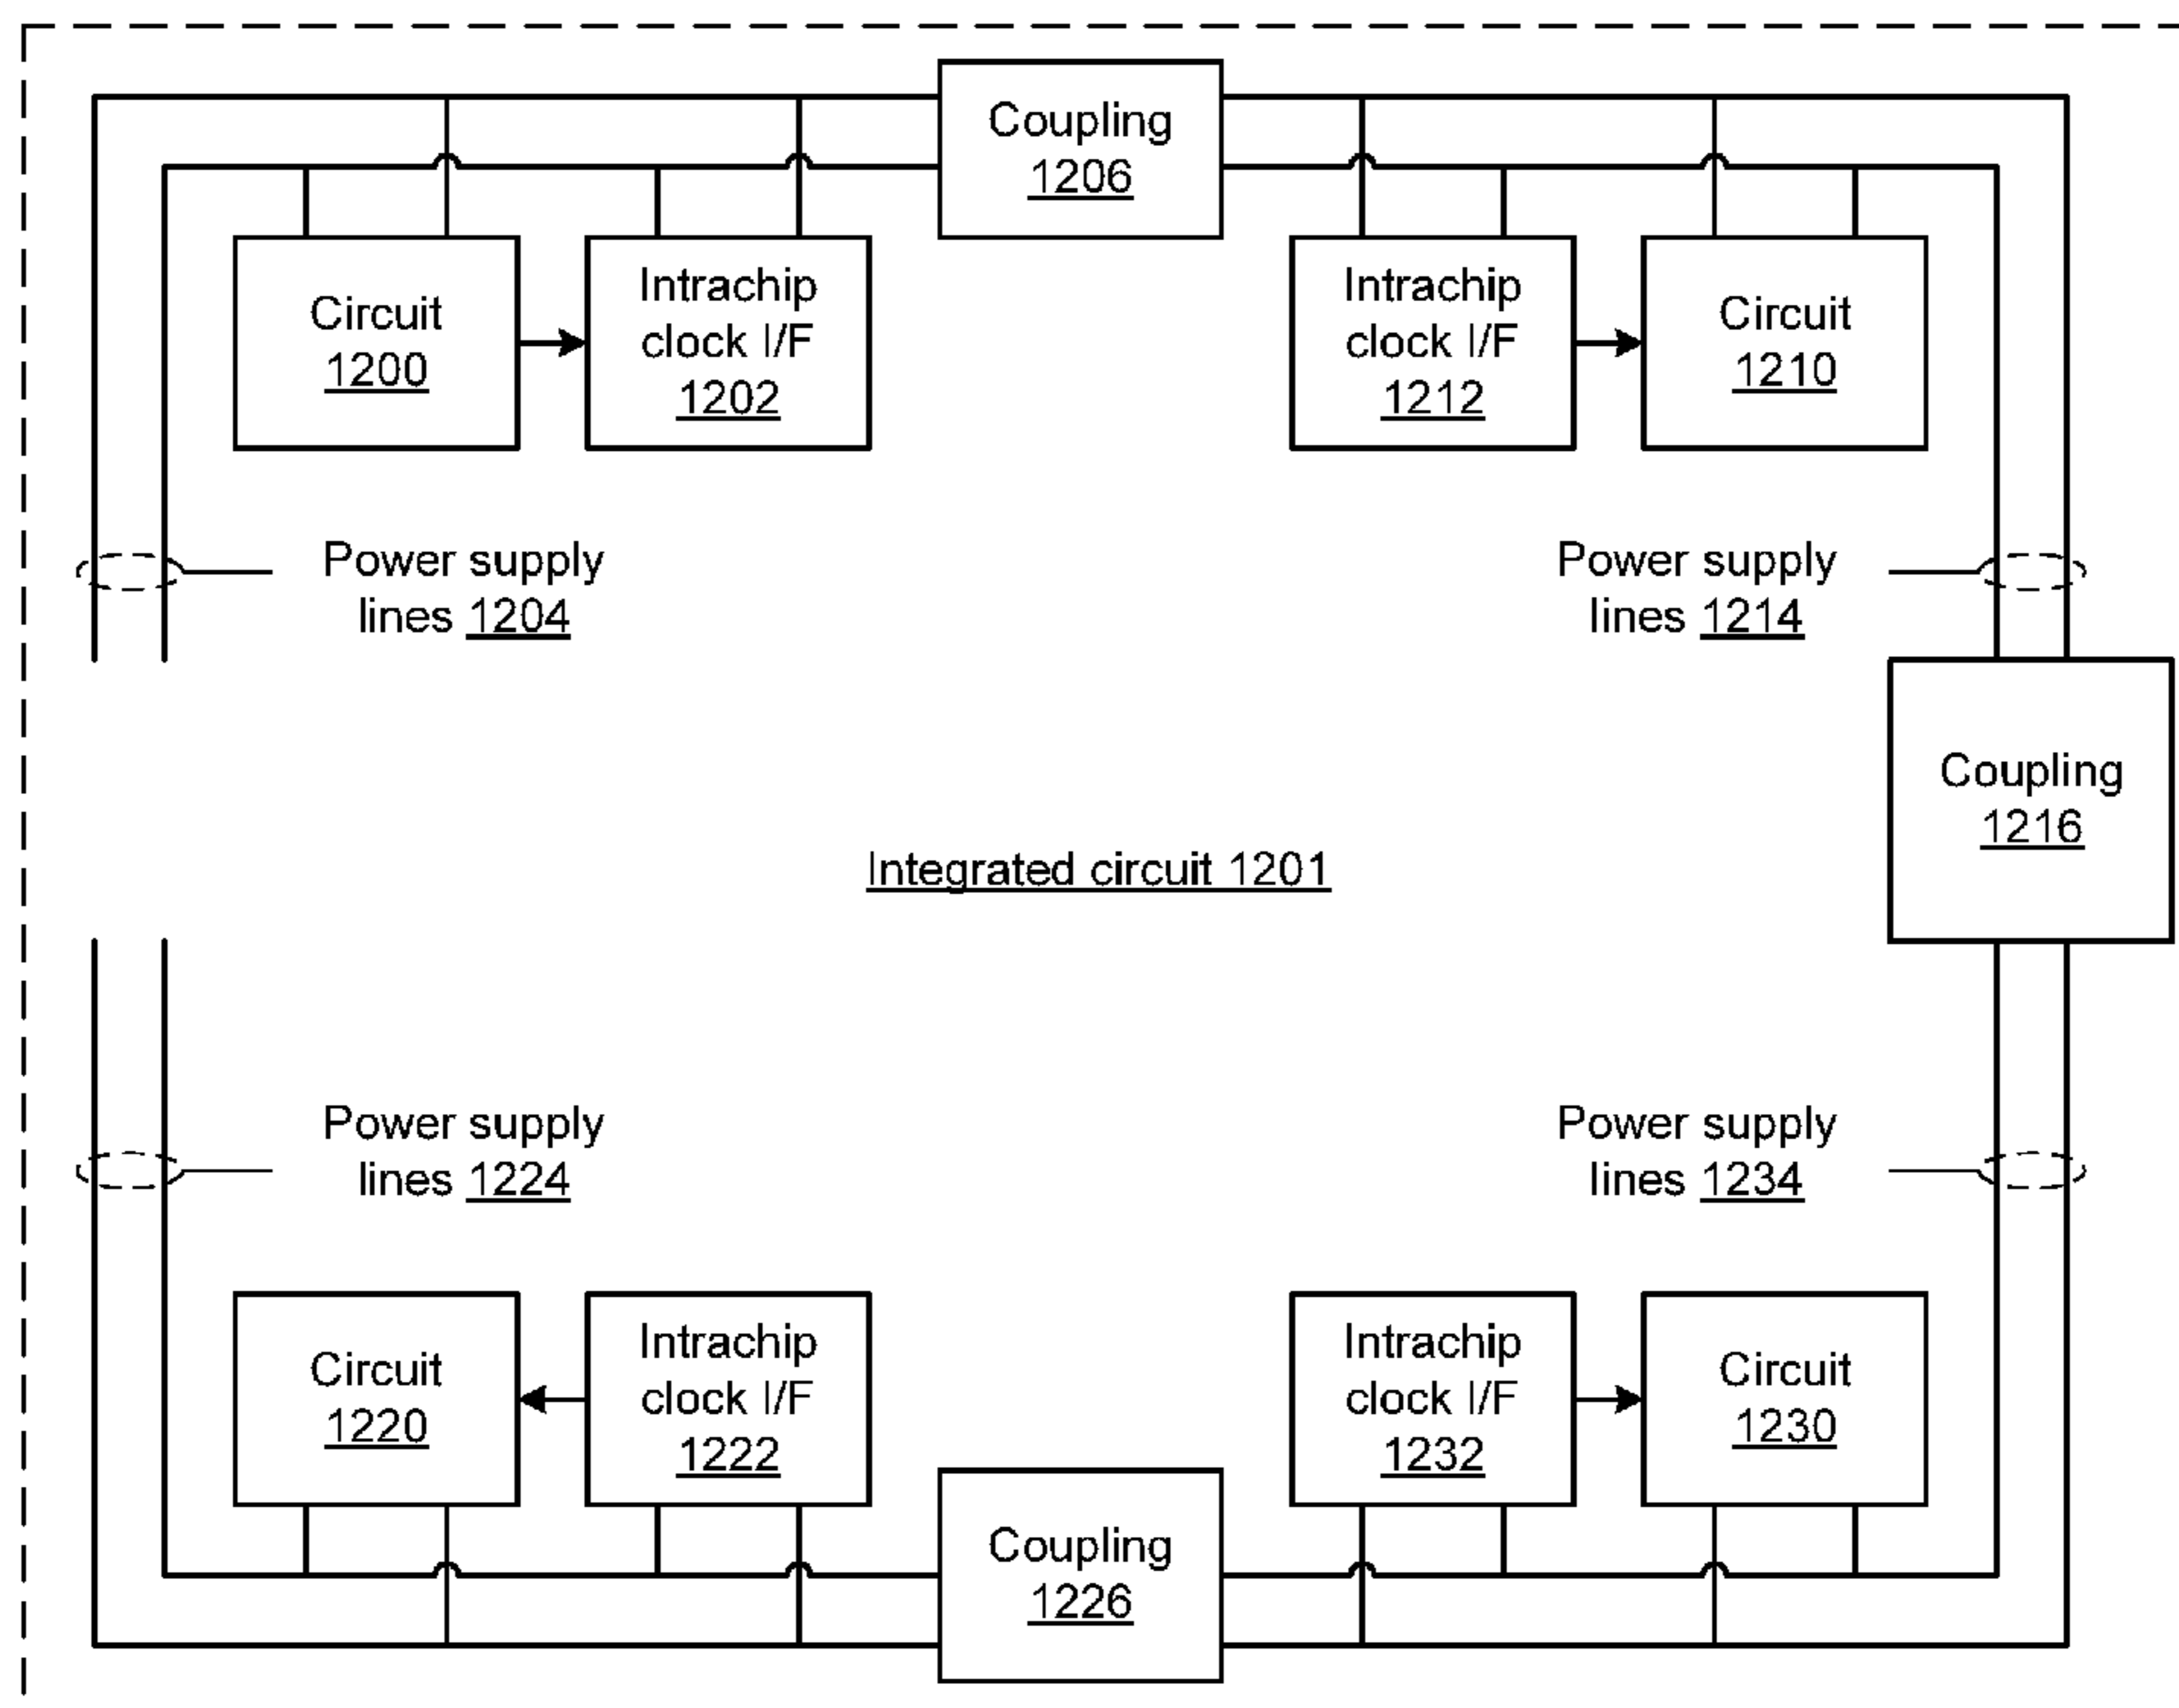 Coupling
1206
Circuit
1200
Intrachip
clock I/F
1202
Intrachip
clock I/F
1212
Circuit
1210
Power supply
lines 1204
Power supply
lines 1214
Coupling
1216
Integrated circuit 1201
Power supply
lines 1224
Power supply
lines 1234
Circuit
1220
Intrachip
clock I/F
1222
Intrachip
clock I/F
1232
Circuit
1230
Coupling
1226